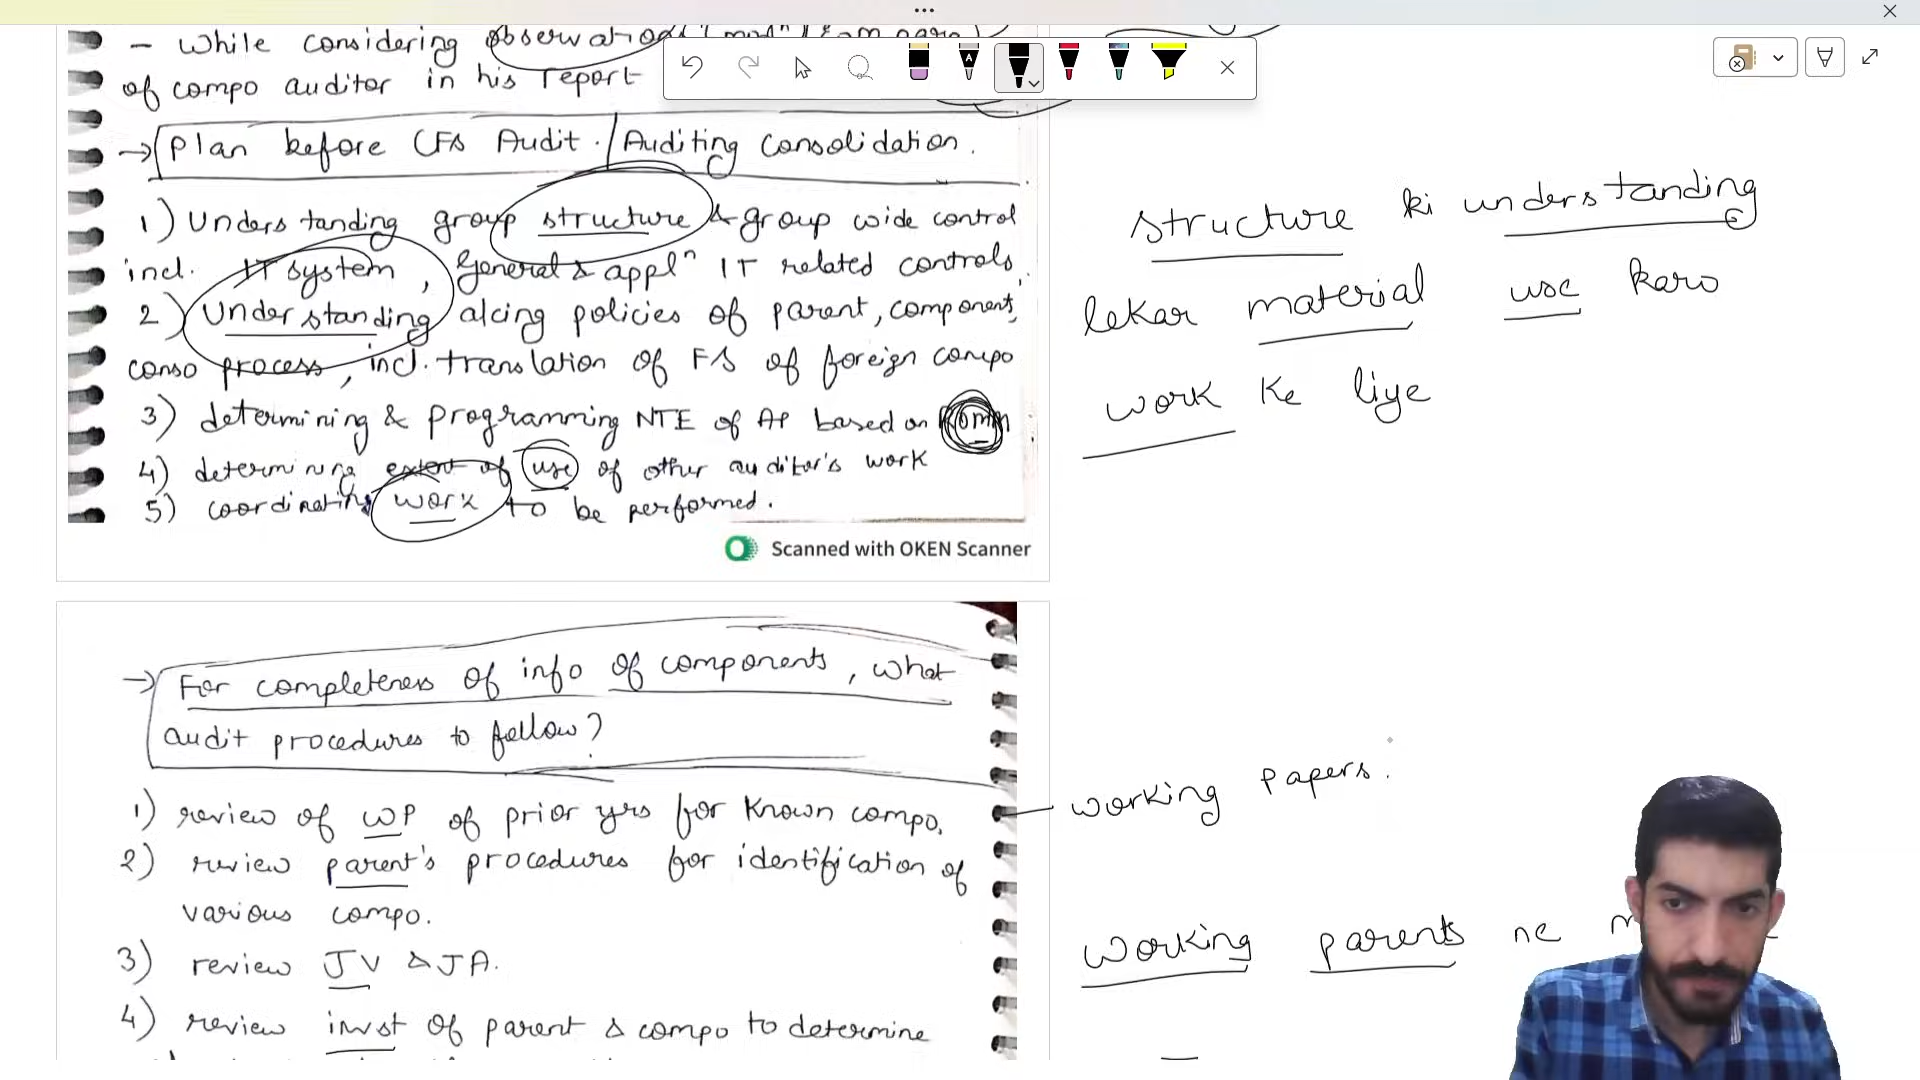 - While considering observation
of compo auditor in his report
→ Plan before CFS Audit. / Auditing Consolidation.
1) Understanding group structure & group wide control
incl. IT system, General & applⁿ IT related controls.
2) Understanding a/cing policies of parent, component,
conso process, incl. translation of FS of foreign compo
3) determining & programming NTE of AP based on ROMM
4) determining extent of use of other auditor's work
5) coordinating work to be performed.
Scanned with OKEN Scanner
→ For completeness of info of components, what
audit procedures to follow?
1) review of WP of prior yrs for Known compo.
2) review parent's procedures for identification of
various compo.
3) review JV & JA.
4) review invst of parent & compo to determine
structure ki understanding
lekar material use karo
work ke liye
working papers.
working parents ne